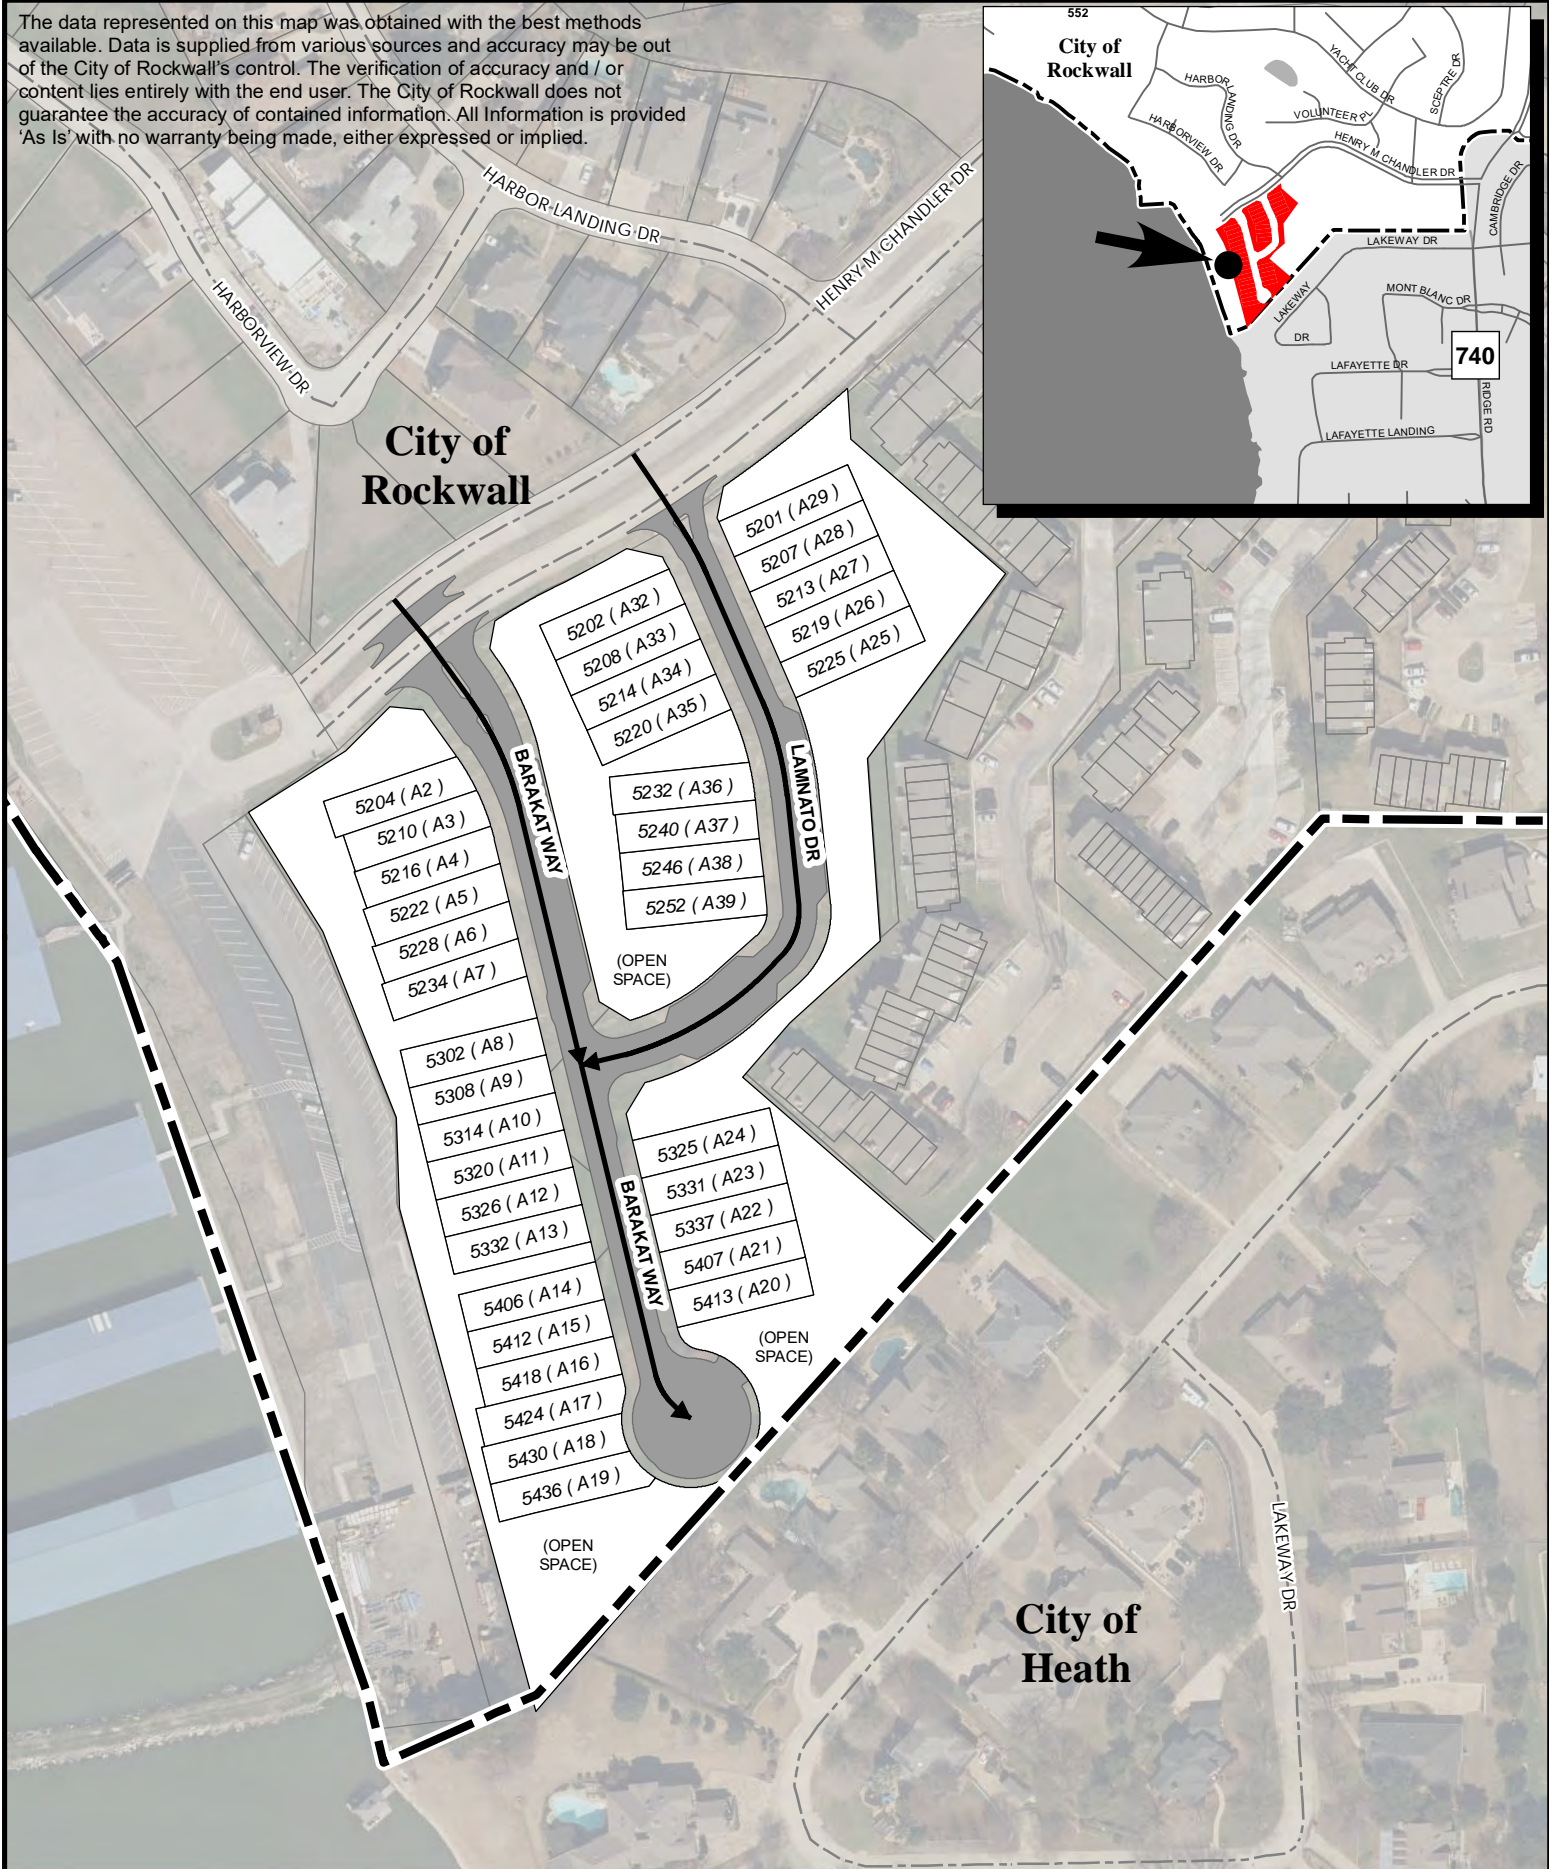 The data represented on this map was obtained with the best methods
available. Data is supplied from various sources and accuracy may be out
of the City of Rockwall's control. The verification of accuracy and / or
content lies entirely with the end user. The City of Rockwall does not
guarantee the accuracy of contained information. All Information is provided
'As Is' with no warranty being made, either expressed or implied.
552
City of
Rockwall
YACHT CLUB DR
SCEPTRE DR
HARBOR LANDING DR
VOLUNTEER PL
HARBORVIEW DR
HENRY M CHANDLER DR
CAMBRIDGE DR
LAKEWAY DR
MONT BLANC DR
LAKEWAY
DR
740
LAFAYETTE DR
RIDGE RD
LAFAYETTE LANDING
HARBOR LANDING DR
HENRY M CHANDLER DR
HARBORVIEW DR
City of
Rockwall
5201 ( A29 )
5207 ( A28 )
5213 ( A27 )
5219 ( A26 )
5225 ( A25 )
5202 ( A32 )
5208 ( A33 )
5214 ( A34 )
5220 ( A35 )
BARAKAT WAY
LAMNATO DR
5232 ( A36 )
5240 ( A37 )
5246 ( A38 )
5252 ( A39 )
5204 ( A2 )
5210 ( A3 )
5216 ( A4 )
5222 ( A5 )
5228 ( A6 )
5234 ( A7 )
(OPEN
SPACE)
5302 ( A8 )
5308 ( A9 )
5314 ( A10 )
5320 ( A11 )
5326 ( A12 )
5332 ( A13 )
5325 ( A24 )
5331 ( A23 )
5337 ( A22 )
5407 ( A21 )
5413 ( A20 )
BARAKAT WAY
5406 ( A14 )
5412 ( A15 )
5418 ( A16 )
5424 ( A17 )
5430 ( A18 )
5436 ( A19 )
(OPEN
SPACE)
(OPEN
SPACE)
LAKEWAY DR
City of
Heath